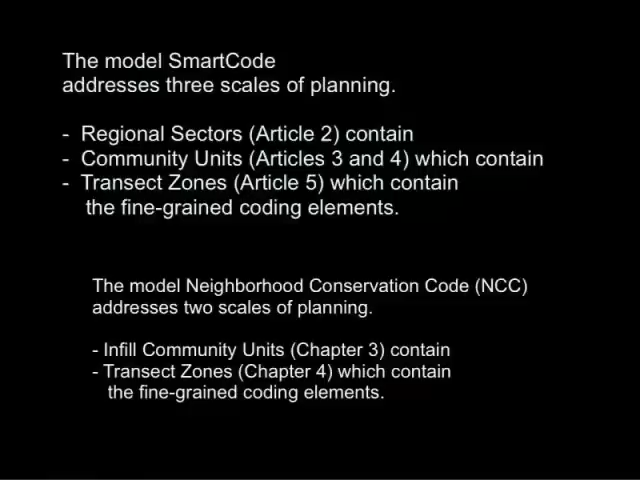 The model SmartCode
addresses three scales of planning.
- Regional Sectors (Article 2) contain
- Community Units (Articles 3 and 4) which contain
- Transect Zones (Article 5) which contain
the fine-grained coding elements.
The model Neighborhood Conservation Code (NCC)
addresses two scales of planning.
- Infill Community Units (Chapter 3) contain
- Transect Zones (Chapter 4) which contain
the fine-grained coding elements.